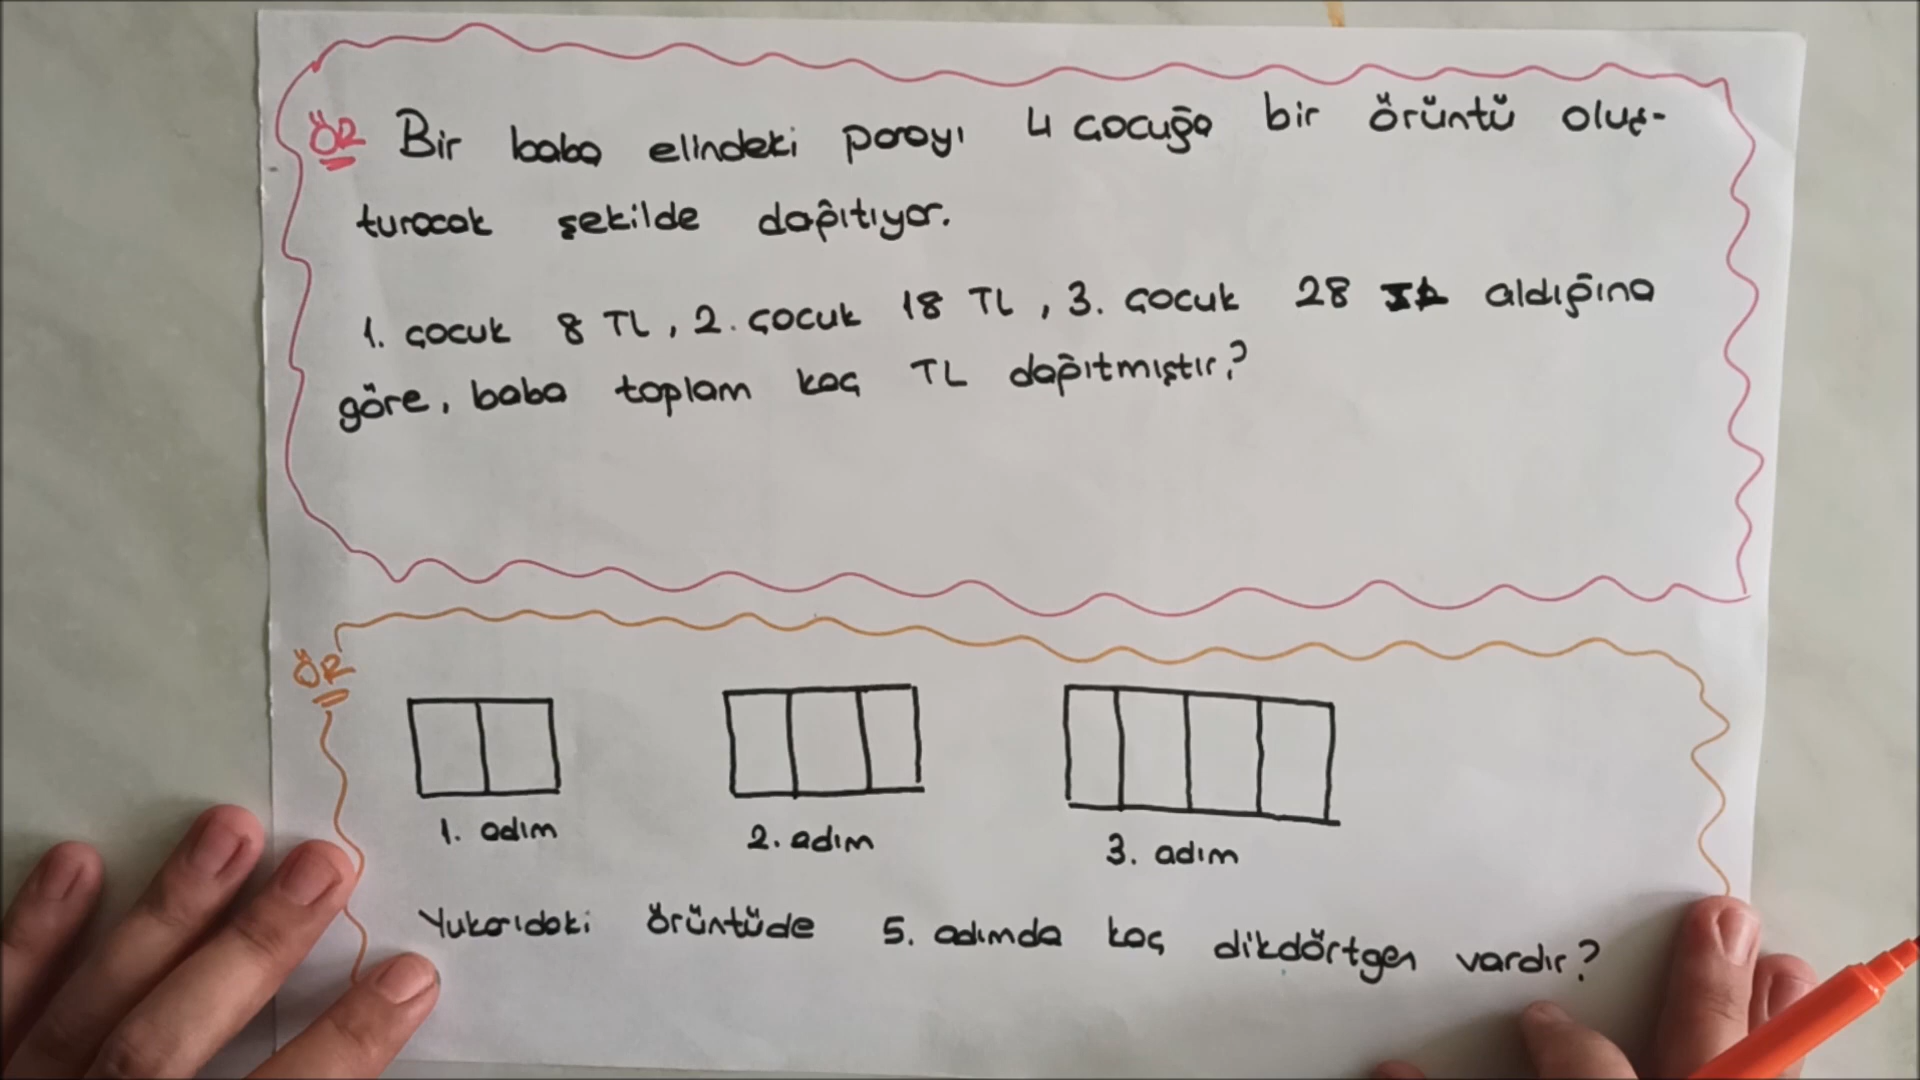 ÖR Bir baba elindeki parayı 4 çocuğa bir örüntü oluş-
turacak şekilde dağıtıyor.
1. çocuk 8 TL, 2. çocuk 18 TL, 3. çocuk 28 TL aldığına
göre, baba toplam kaç TL dağıtmıştır?
ÖR
1. adım 2. adım 3. adım
Yukarıdaki örüntüde 5. adımda kaç dikdörtgen vardır?